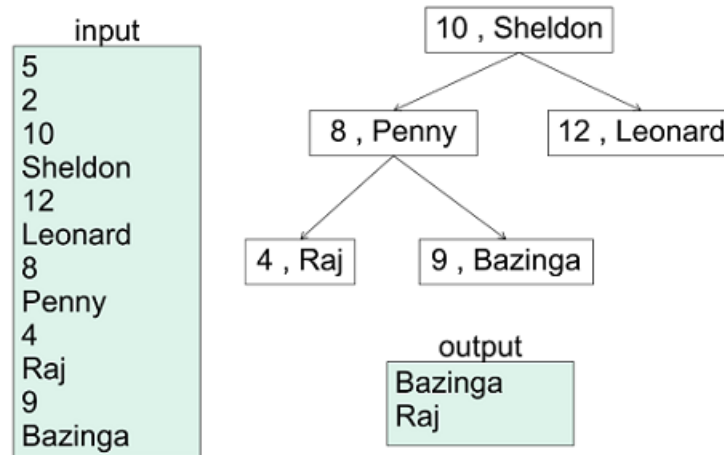 input
5
2
10
Sheldon
12
Leonard
8
Penny
4
Raj
9
Bazinga
10 , Sheldon
8 , Penny
12 , Leonard
4 , Raj
9 , Bazinga
output
Bazinga
Raj